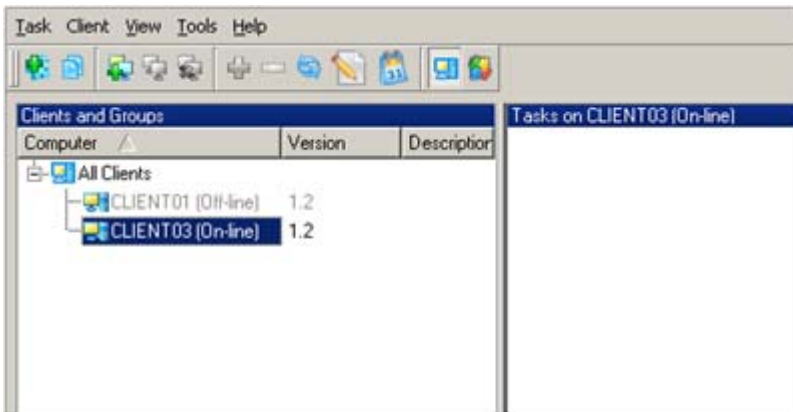 Task Client View Tools Help
31
Clients and Groups
Computer Version Description
All Clients
CLIENT01 (Off-line) 1.2
CLIENT03 (On-line) 1.2
Tasks on CLIENT03 (On-line)